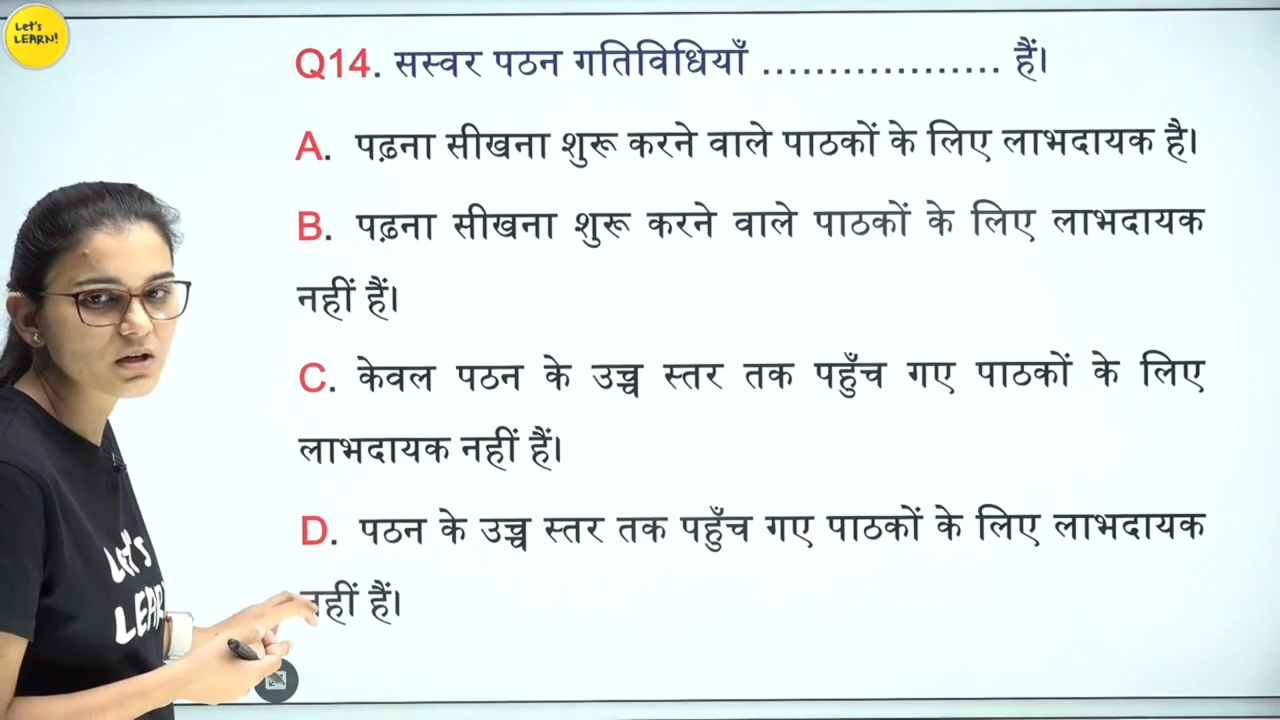 Let's
LEARN!
Q14. सस्वर पठन गतिविधियाँ ................... हैं।
A. पढ़ना सीखना शुरू करने वाले पाठकों के लिए लाभदायक है।
B. पढ़ना सीखना शुरू करने वाले पाठकों के लिए लाभदायक
नहीं हैं।
C. केवल पठन के उच्च स्तर तक पहुँच गए पाठकों के लिए
लाभदायक नहीं हैं।
D. पठन के उच्च स्तर तक पहुँच गए पाठकों के लिए लाभदायक
नहीं हैं।
LET'S
LEARN